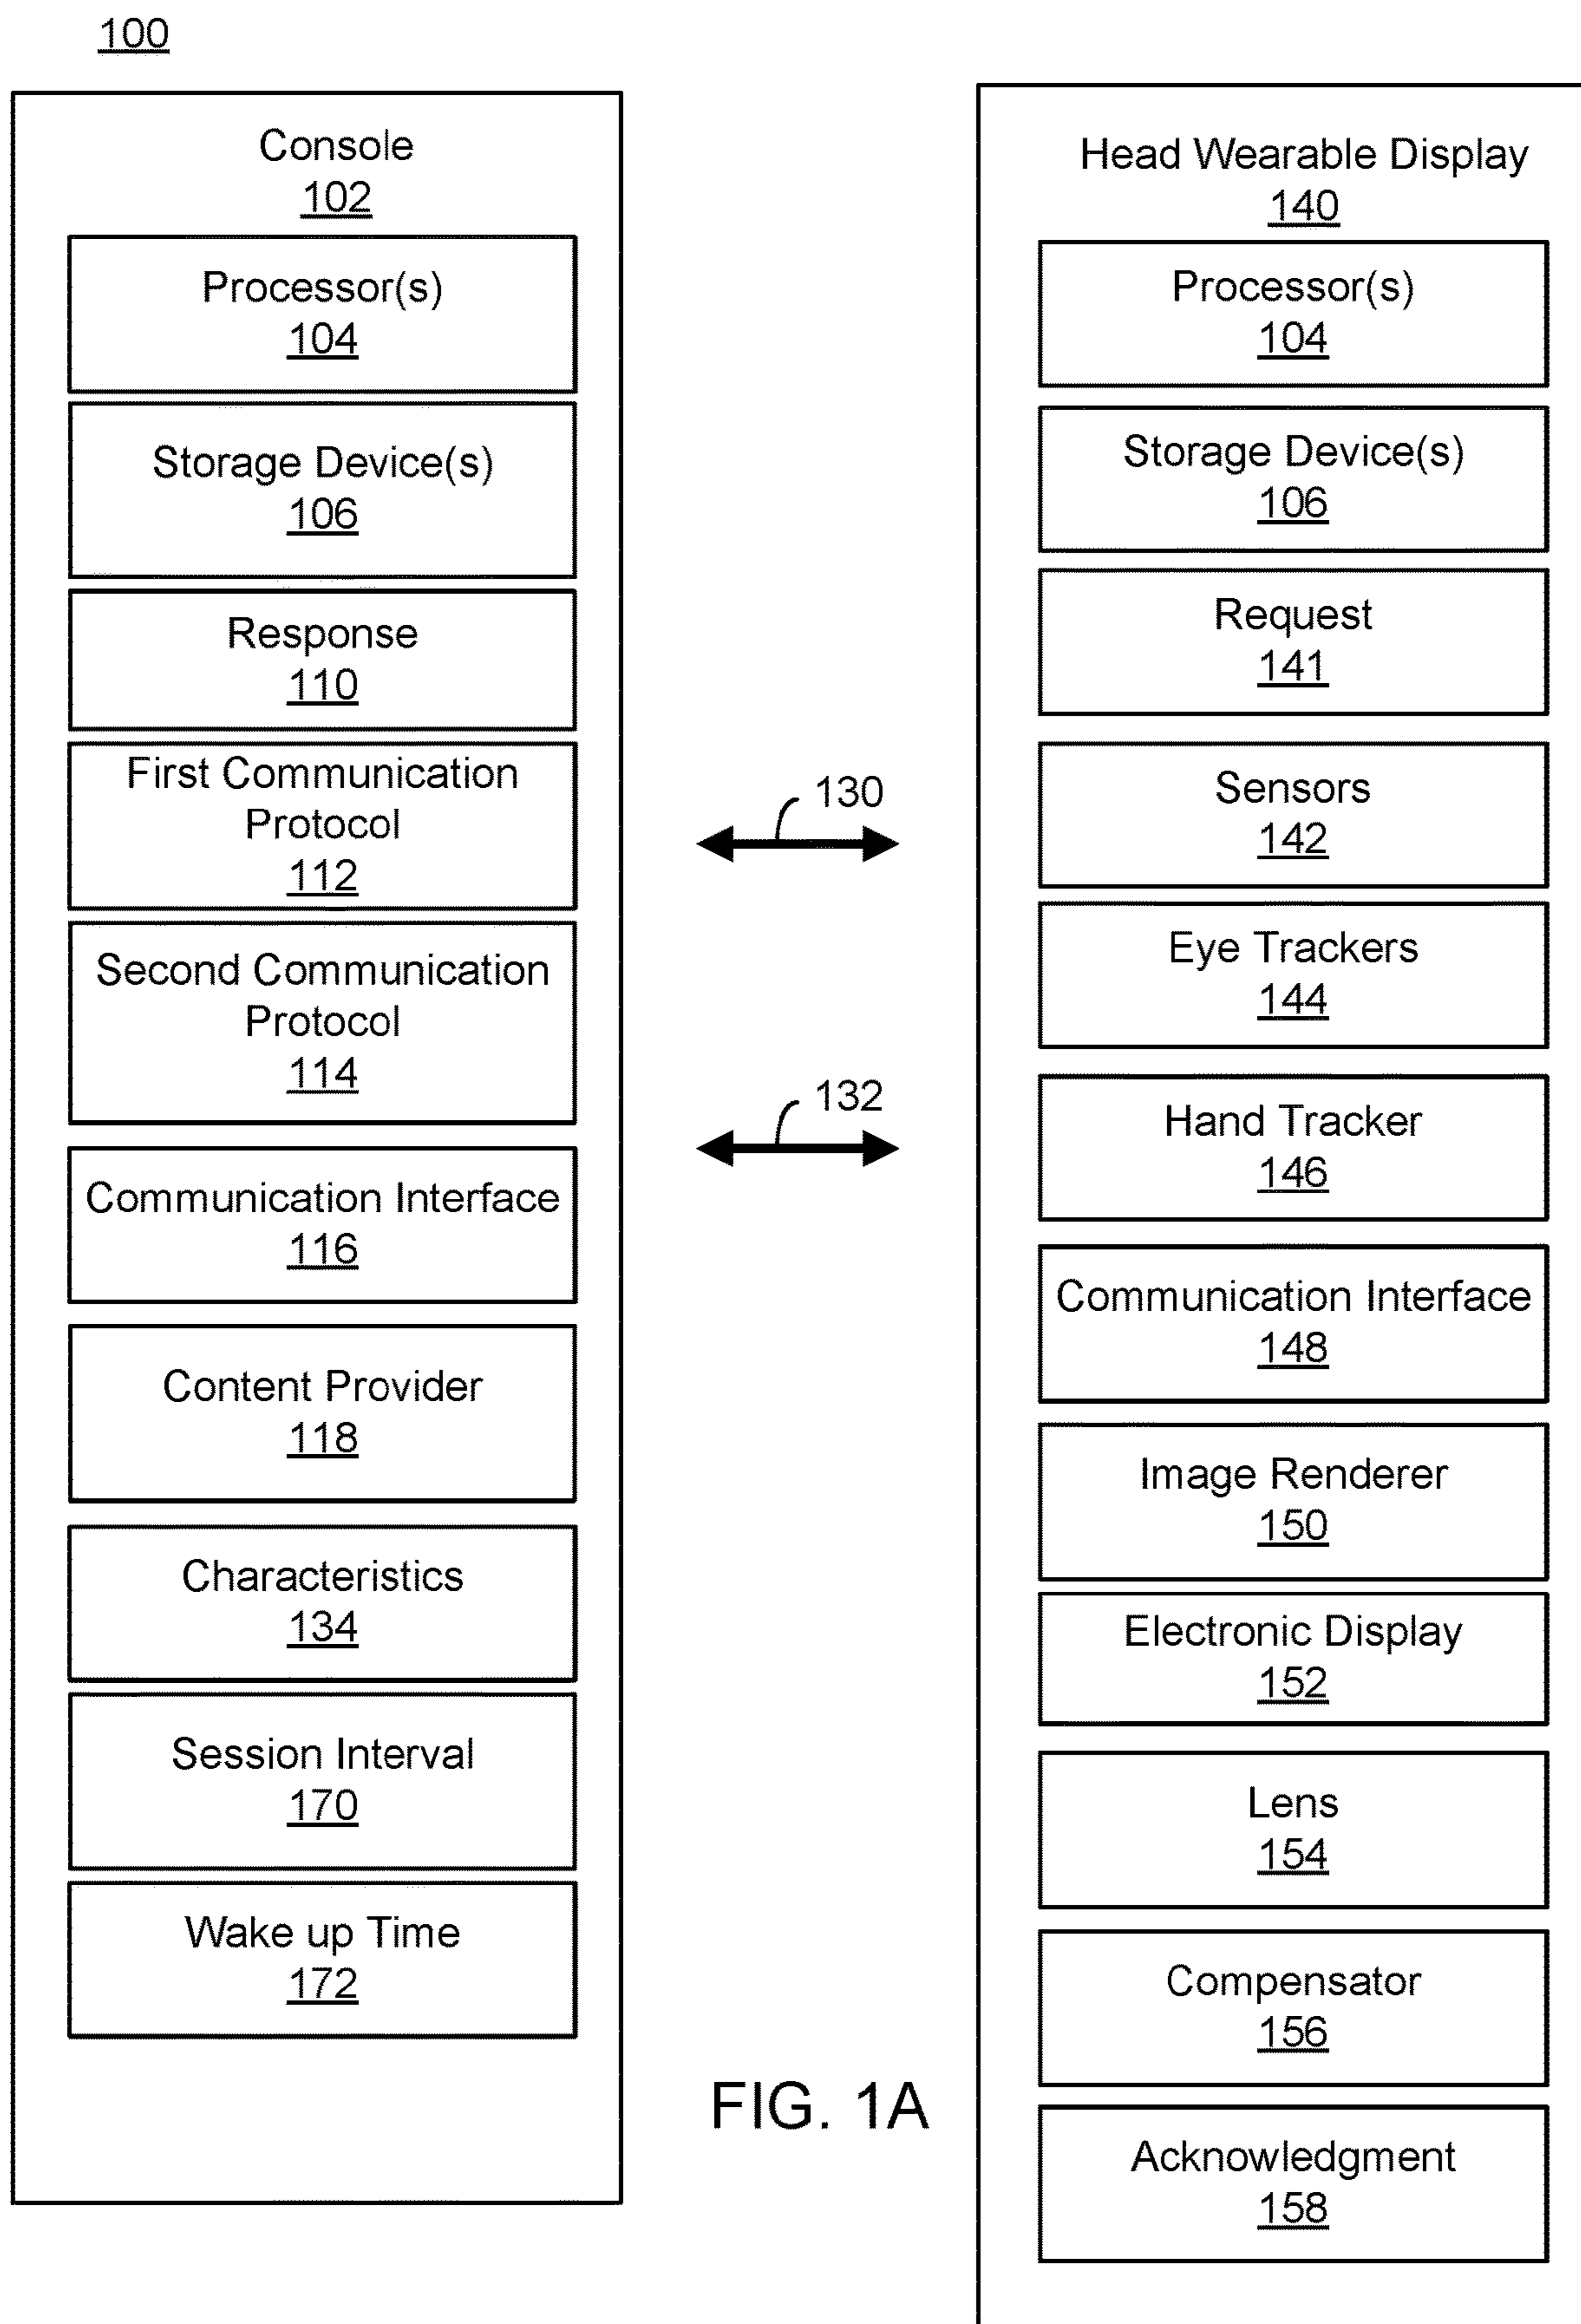 100
Console
102
Processor(s)
104
Storage Device(s)
106
Response
110
First Communication
Protocol
112
Second Communication
Protocol
114
Communication Interface
116
Content Provider
118
Characteristics
134
Session Interval
170
Wake up Time
172
130
132
Head Wearable Display
140
Processor(s)
104
Storage Device(s)
106
Request
141
Sensors
142
Eye Trackers
144
Hand Tracker
146
Communication Interface
148
Image Renderer
150
Electronic Display
152
Lens
154
Compensator
156
Acknowledgment
158
FIG. 1A